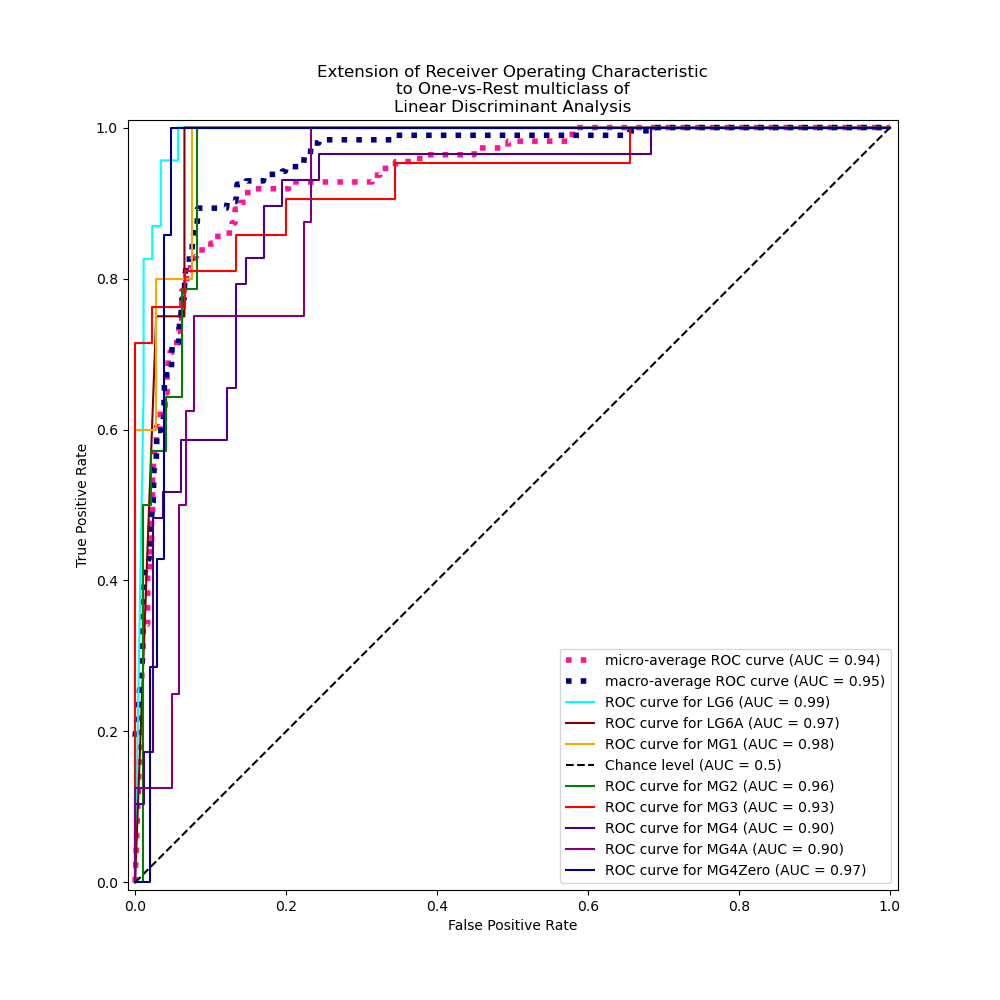 Extension of Receiver Operating Characteristic
to One-vs-Rest multiclass of
Linear Discriminant Analysis
1.0
0.8
0.6
0.4
0.2
0.0
True Positive Rate
micro-average ROC curve (AUC = 0.94)
macro-average ROC curve (AUC = 0.95)
ROC curve for LG6 (AUC = 0.99)
ROC curve for LG6A (AUC = 0.97)
ROC curve for MG1 (AUC = 0.98)
Chance level (AUC = 0.5)
ROC curve for MG2 (AUC = 0.96)
ROC curve for MG3 (AUC = 0.93)
ROC curve for MG4 (AUC = 0.90)
ROC curve for MG4A (AUC = 0.90)
ROC curve for MG4Zero (AUC = 0.97)
0.0 0.2 0.4 0.6 0.8 1.0
False Positive Rate